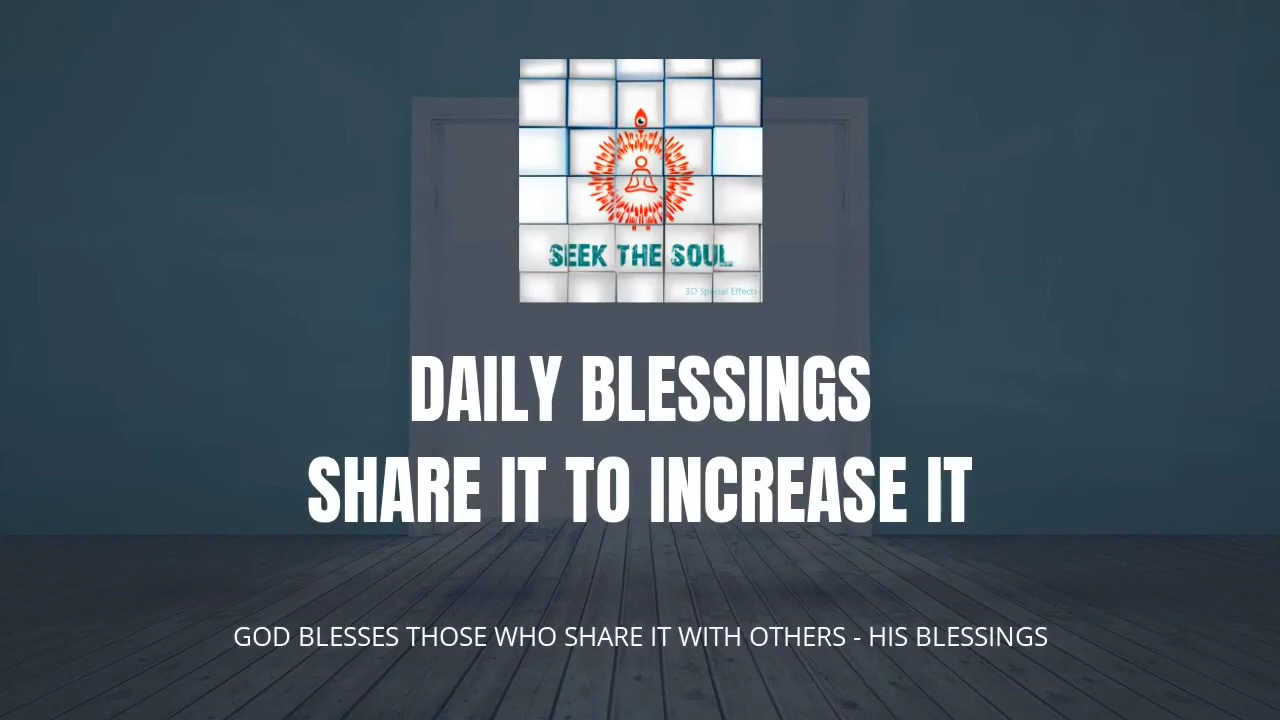 SEEK THE SOUL
3D Special Effects
DAILY BLESSINGS
SHARE IT TO INCREASE IT
GOD BLESSES THOSE WHO SHARE IT WITH OTHERS - HIS BLESSINGS